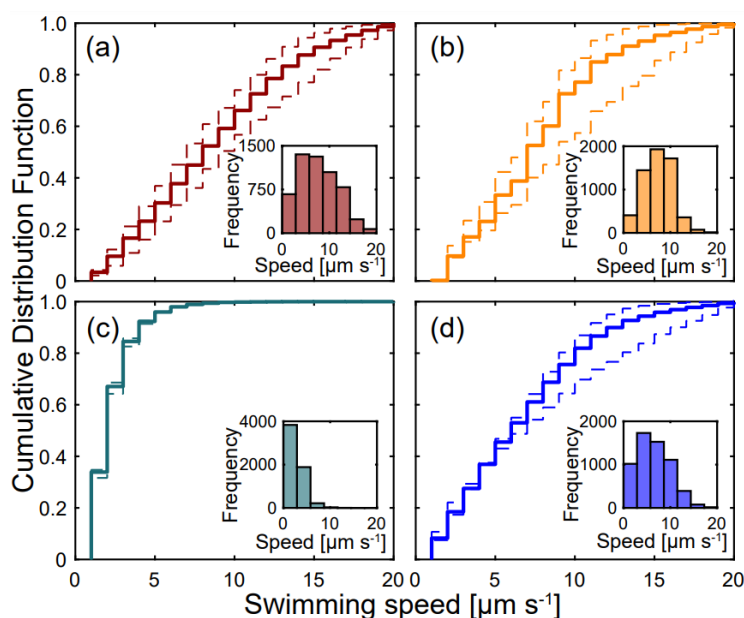 1.0
(a)
(b)
0.8
0.6
0.4
0.2
0
Cumulative Distribution Function
Frequency
1500
750
0
0 10 20
Speed [µm s⁻¹]
Frequency
2000
1000
0
0 10 20
Speed [µm s⁻¹]
1.0
(c)
(d)
0.8
0.6
0.4
0.2
0
Frequency
4000
2000
0
0 10 20
Speed [µm s⁻¹]
Frequency
2000
1000
0
0 10 20
Speed [µm s⁻¹]
0 5 10 15 20
0 5 10 15 20
Swimming speed [µm s⁻¹]